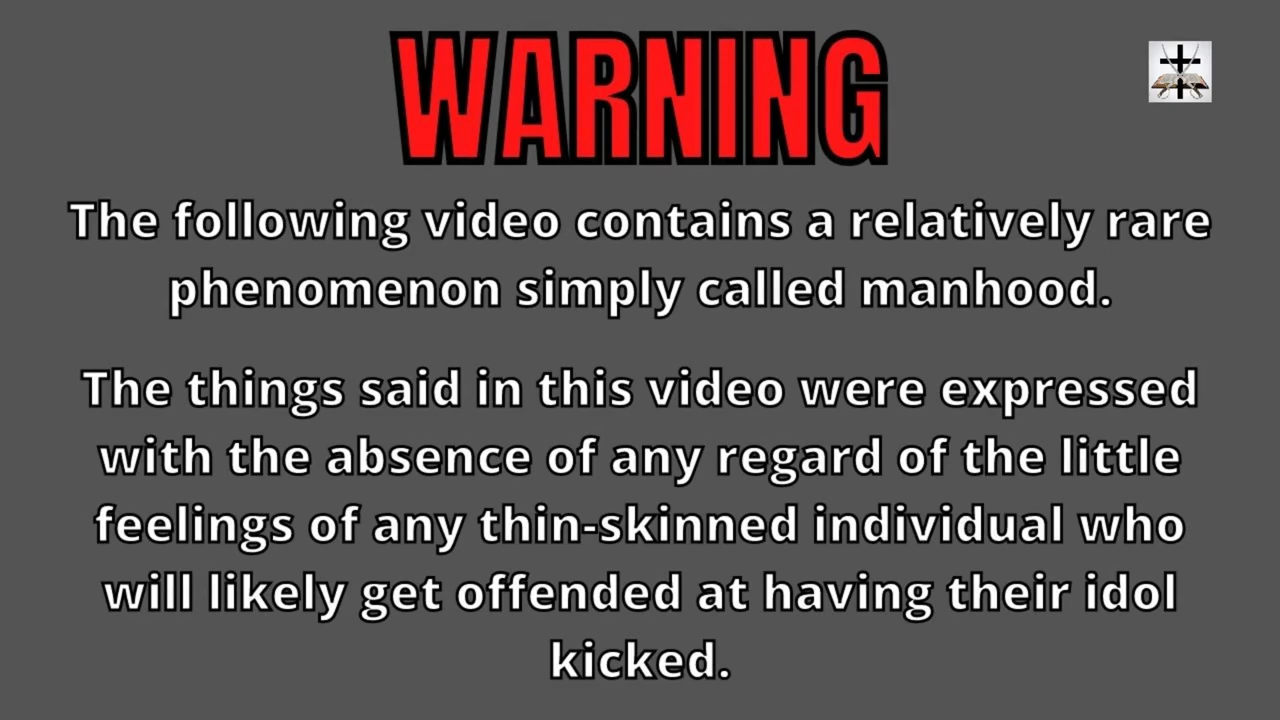 WARNING
The following video contains a relatively rare
phenomenon simply called manhood.
The things said in this video were expressed
with the absence of any regard of the little
feelings of any thin-skinned individual who
will likely get offended at having their idol
kicked.